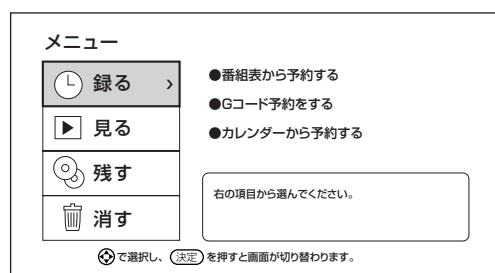 メニュー
録る ›
●番組表から予約する
●Gコード予約をする
見る
●カレンダーから予約する
残す
右の項目から選んでください。
消す
で選択し、 決定 を押すと画面が切り替わります。